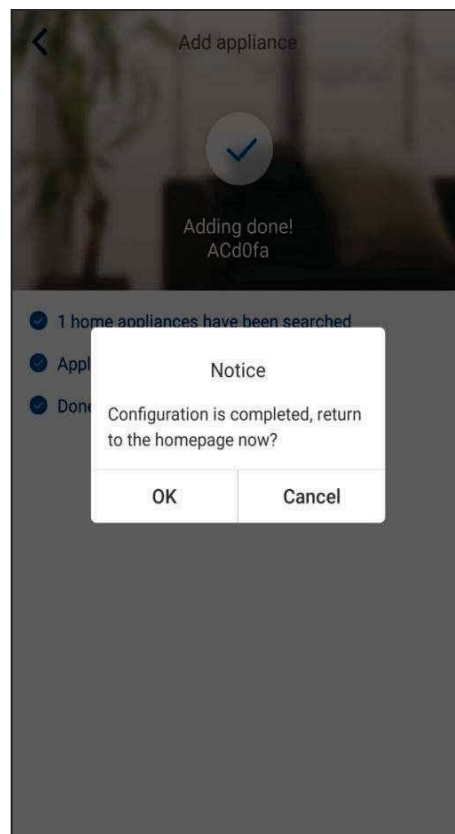 Add appliance
Adding done!
ACd0fa
1 home appliances have been searched
Appl
Done
Notice
Configuration is completed, return
to the homepage now?
OK
Cancel